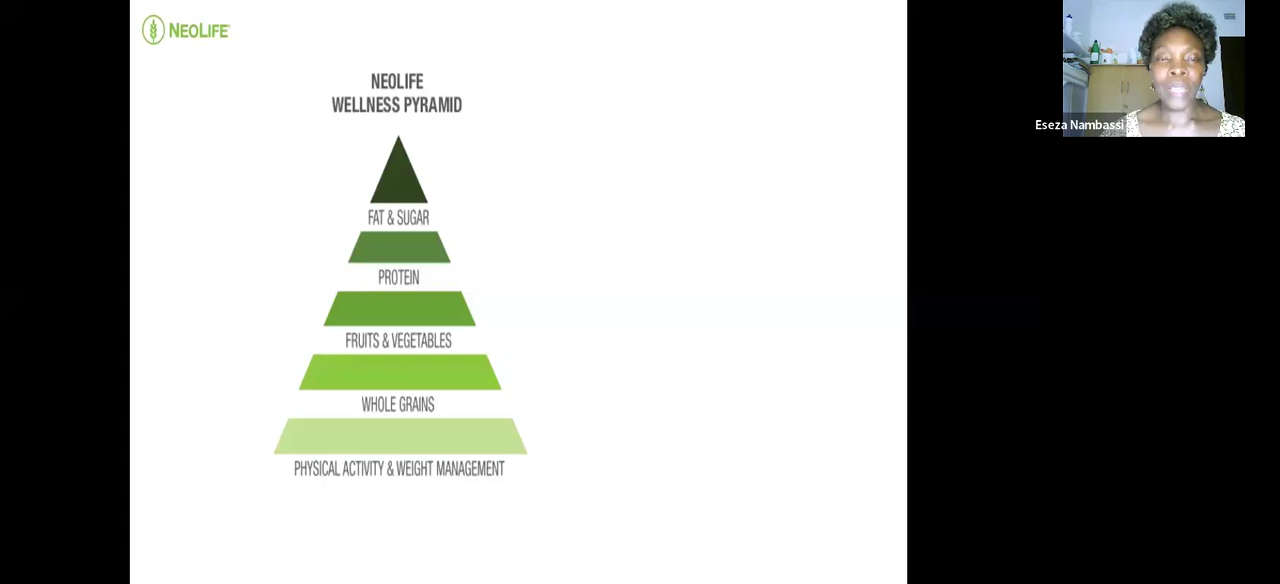 NEOLIFE
NEOLIFE
WELLNESS PYRAMID
FAT & SUGAR
PROTEIN
FRUITS & VEGETABLES
WHOLE GRAINS
PHYSICAL ACTIVITY & WEIGHT MANAGEMENT
Eseza Nambassi